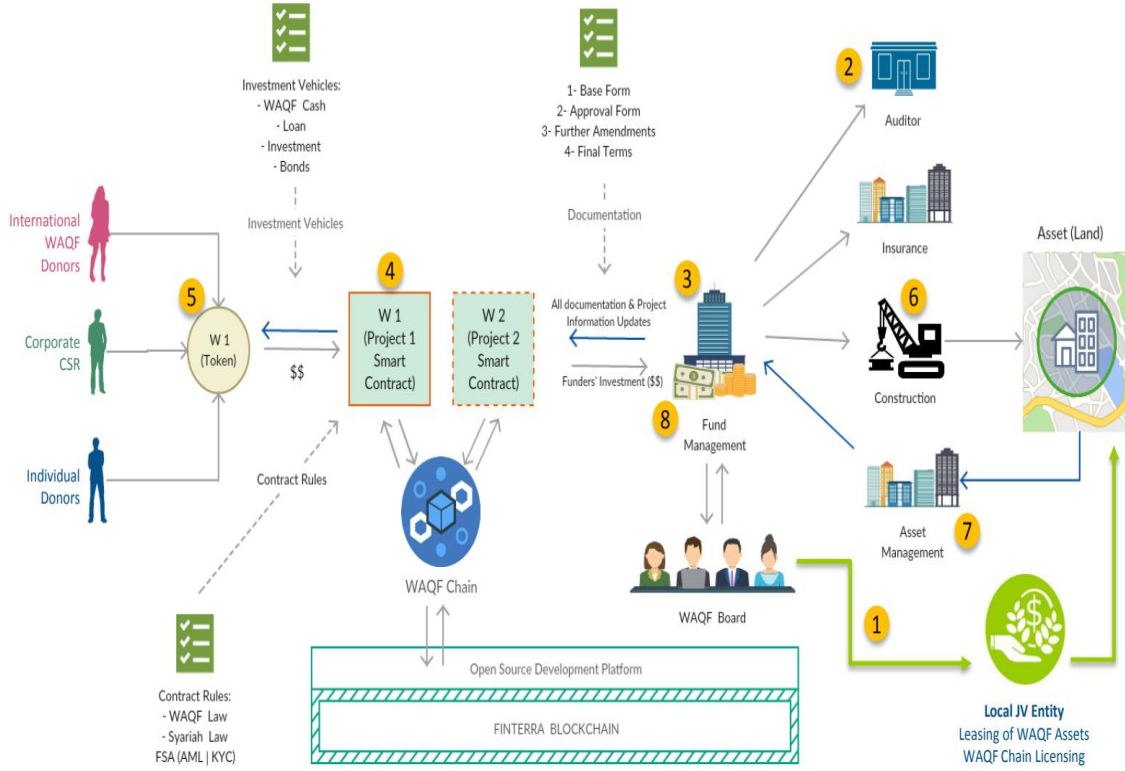 Investment Vehicles:
- WAQF Cash
- Loan
- Investment
- Bonds
Investment Vehicles
1- Base Form
2- Approval Form
3- Further Amendments
4- Final Terms
Documentation
2
Auditor
Insurance
International
WAQF
Donors
Corporate
CSR
Individual
Donors
5
W 1
(Token)
$$
4
W 1
(Project 1
Smart
Contract)
W 2
(Project 2
Smart
Contract)
All documentation & Project
Information Updates
Funders' Investment ($$)
3
8
Fund
Management
6
Construction
Asset (Land)
Asset
Management
7
Contract Rules
WAQF Chain
WAQF Board
1
Contract Rules:
- WAQF Law
- Syariah Law
FSA (AML | KYC)
Open Source Development Platform
FINTERRA BLOCKCHAIN
$
Local JV Entity
Leasing of WAQF Assets
WAQF Chain Licensing